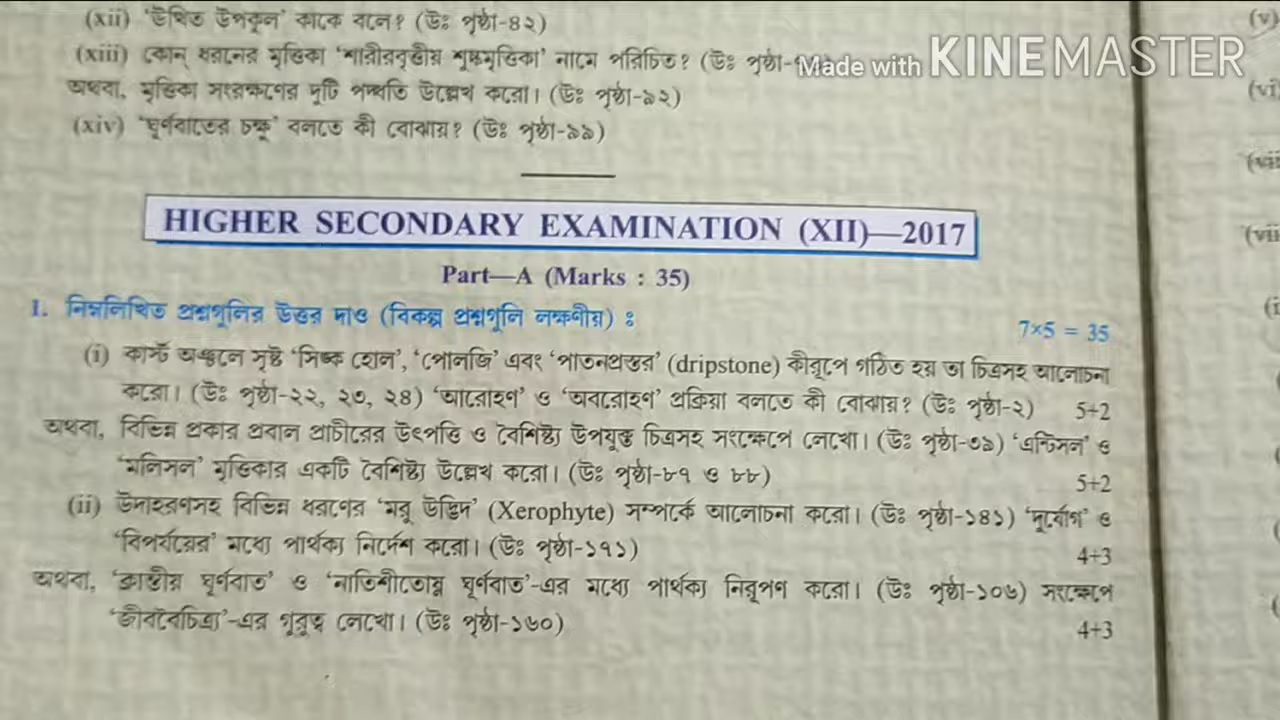 (xii) 'উত্থিত উপকূল' কাকে বলে? (উঃ পৃষ্ঠা-৪২)
(xiii) কোন্ ধরনের মৃত্তিকা 'শারীরবৃত্তীয় শুষ্কমৃত্তিকা' নামে পরিচিত? (উঃ পৃষ্ঠা-
Made with KINEMASTER
অথবা, মৃত্তিকা সংরক্ষণের দুটি পদ্ধতি উল্লেখ করো। (উঃ পৃষ্ঠা-৯২)
(xiv) 'ঘূর্ণবাতের চক্ষু' বলতে কী বোঝায়? (উঃ পৃষ্ঠা-৯৯)
HIGHER SECONDARY EXAMINATION (XII)—2017
Part—A (Marks : 35)
1. নিম্নলিখিত প্রশ্নগুলির উত্তর দাও (বিকল্প প্রশ্নগুলি লক্ষণীয়) ঃ 7×5 = 35
(i) কার্স্ট অঞ্চলে সৃষ্ট 'সিঙ্ক হোল', 'পোলজি' এবং 'পাতনপ্রস্তর' (dripstone) কীরূপে গঠিত হয় তা চিত্রসহ আলোচনা
করো। (উঃ পৃষ্ঠা-২২, ২৩, ২৪) 'আরোহণ' ও 'অবরোহণ' প্রক্রিয়া বলতে কী বোঝায়? (উঃ পৃষ্ঠা-২) 5+2
অথবা, বিভিন্ন প্রকার প্রবাল প্রাচীরের উৎপত্তি ও বৈশিষ্ট্য উপযুক্ত চিত্রসহ সংক্ষেপে লেখো। (উঃ পৃষ্ঠা-৩৯) 'এন্টিসল' ও
'মলিসল' মৃত্তিকার একটি বৈশিষ্ট্য উল্লেখ করো। (উঃ পৃষ্ঠা-৮৭ ও ৮৮) 5+2
(ii) উদাহরণসহ বিভিন্ন ধরণের 'মরু উদ্ভিদ' (Xerophyte) সম্পর্কে আলোচনা করো। (উঃ পৃষ্ঠা-১৪১) 'দুর্যোগ' ও
'বিপর্যয়ের' মধ্যে পার্থক্য নির্দেশ করো। (উঃ পৃষ্ঠা-১৭১) 4+3
অথবা, 'ক্রান্তীয় ঘূর্ণবাত' ও 'নাতিশীতোষ্ণ ঘূর্ণবাত'-এর মধ্যে পার্থক্য নিরূপণ করো। (উঃ পৃষ্ঠা-১০৬) সংক্ষেপে
'জীববৈচিত্র্য'-এর গুরুত্ব লেখো। (উঃ পৃষ্ঠা-১৬০) 4+3
(v)